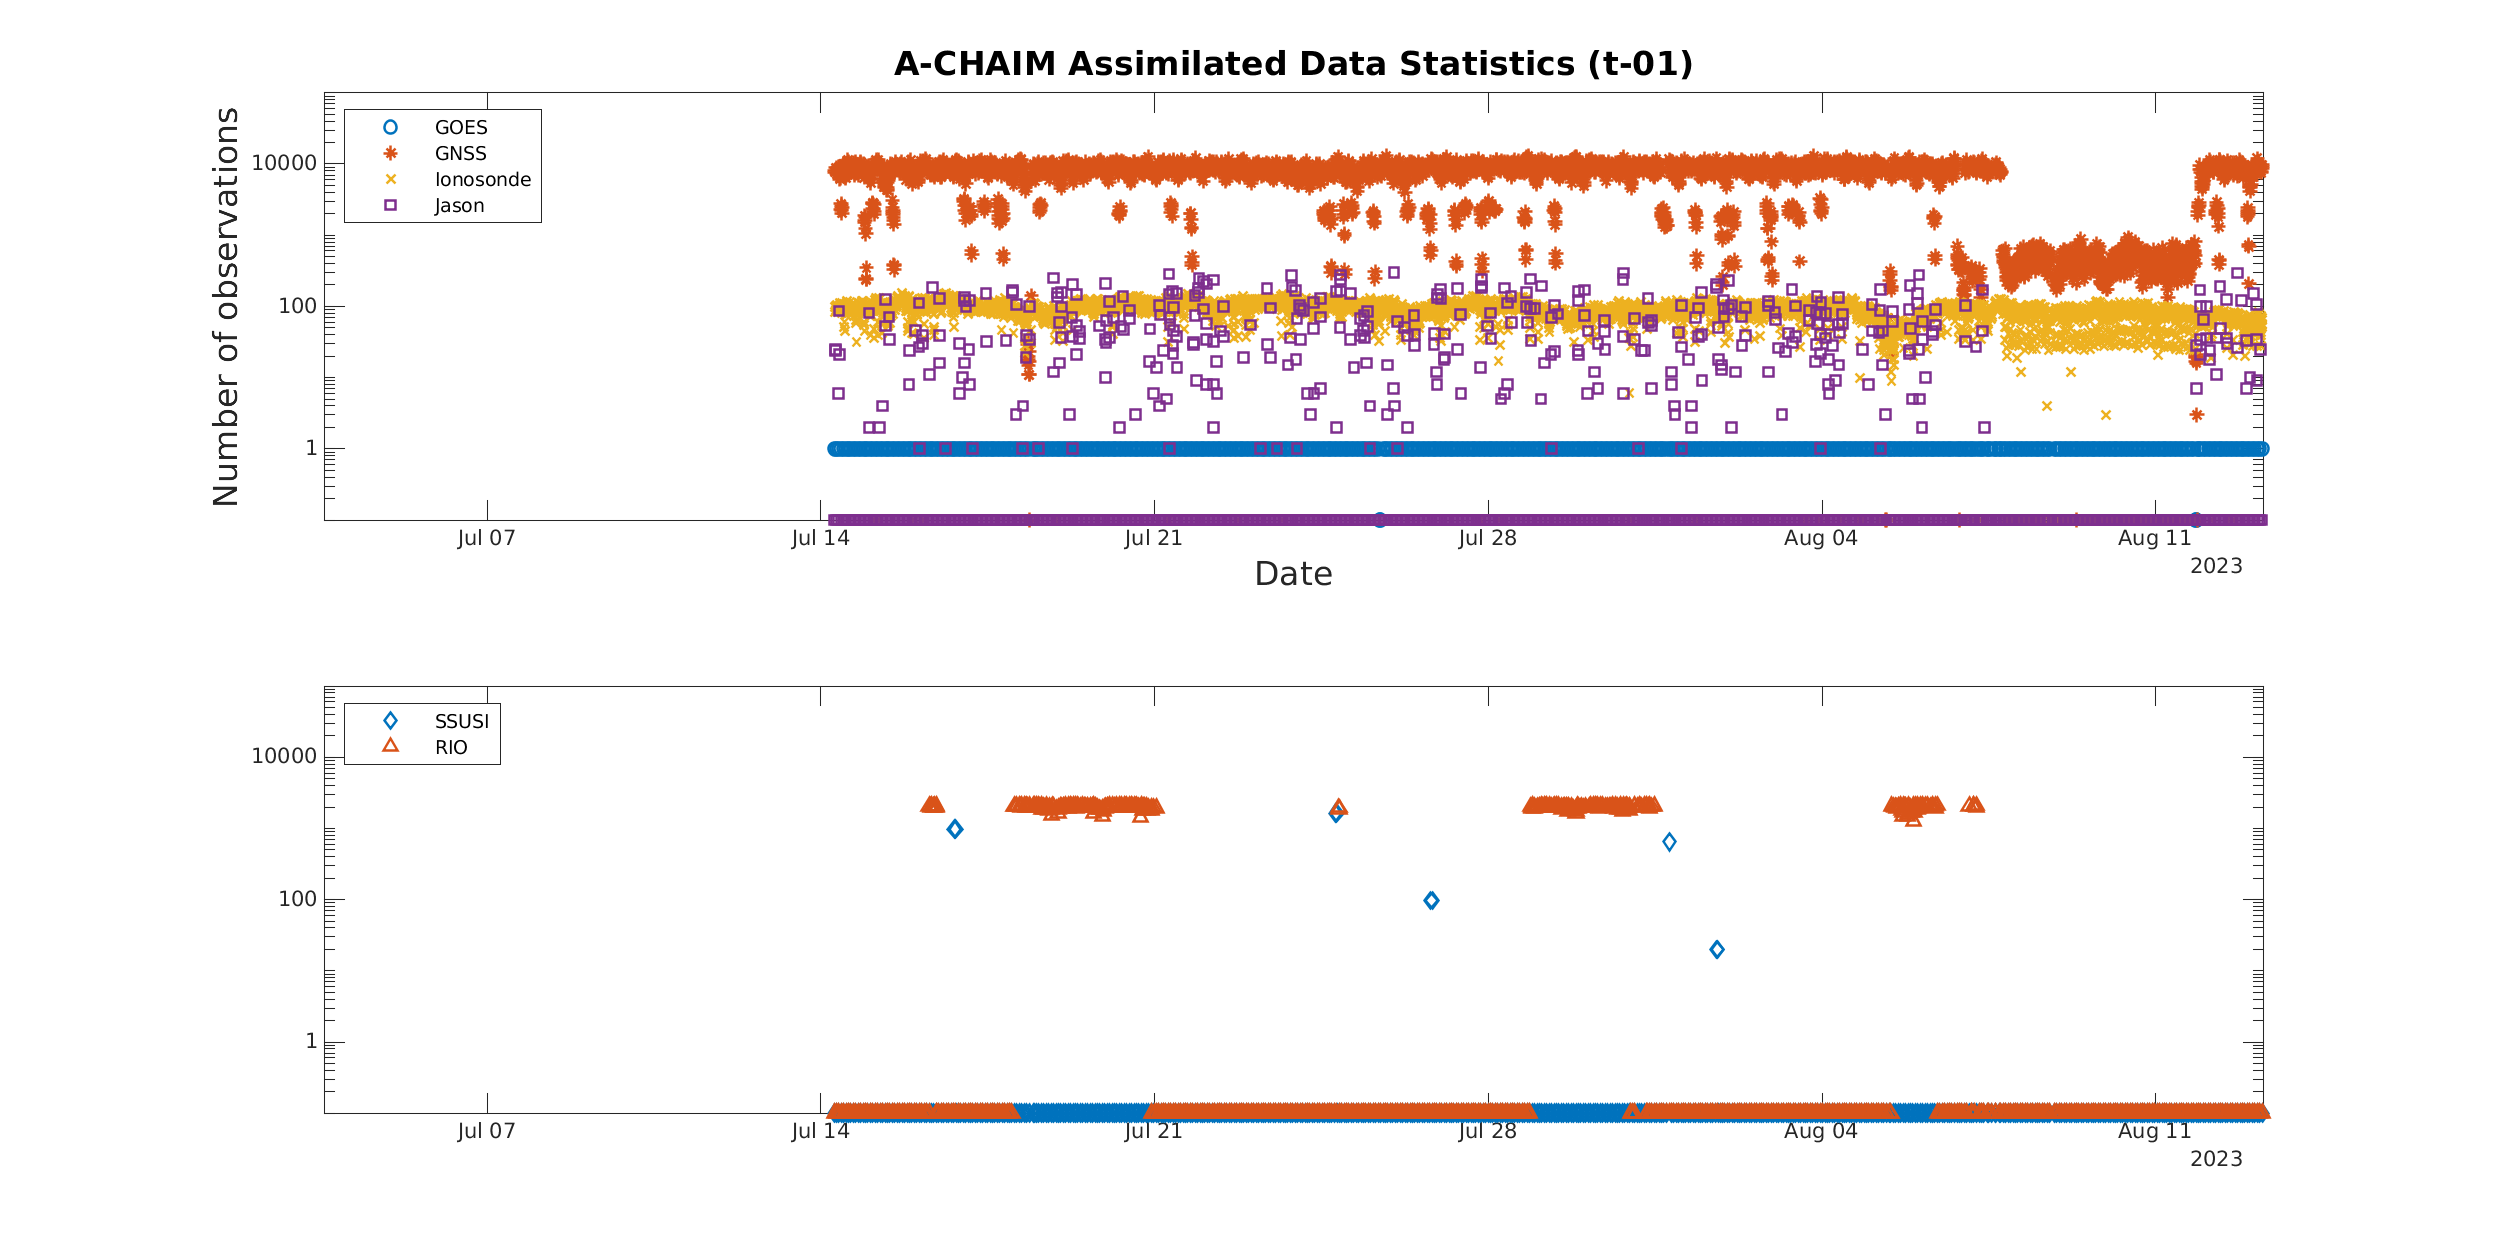 A-CHAIM Assimilated Data Statistics (t-01)
Number of observations
10000
100
1
GOES
GNSS
Ionosonde
Jason
Jul 07
Jul 14
Jul 21
Jul 28
Aug 04
Aug 11
2023
Date
10000
100
1
SSUSI
RIO
Jul 07
Jul 14
Jul 21
Jul 28
Aug 04
Aug 11
2023